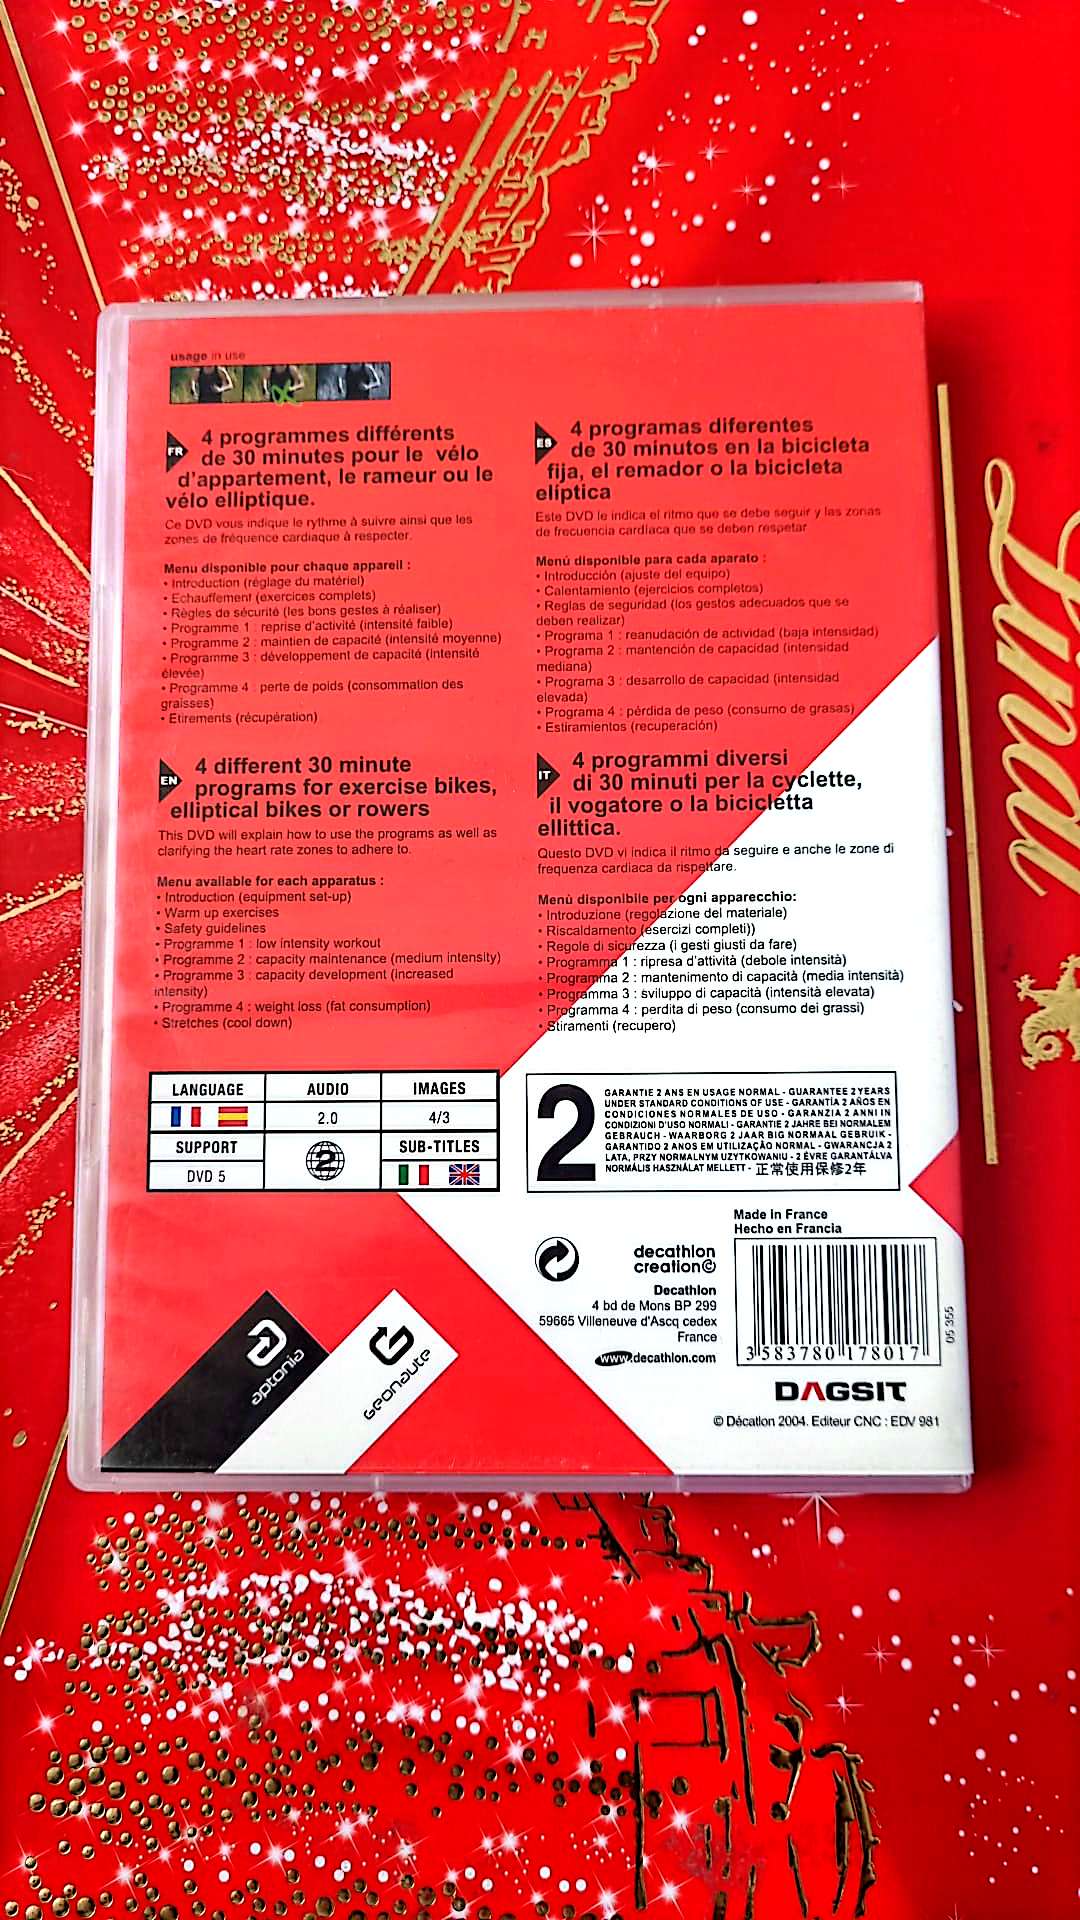 usage in use
FR
4 programmes différents
de 30 minutes pour le vélo
d'appartement, le rameur ou le
vélo elliptique.
Ce DVD vous indique le rythme à suivre ainsi que les
zones de fréquence cardiaque à respecter.
Menu disponible pour chaque appareil :
• Introduction (réglage du matériel)
• Echauffement (exercices complets)
• Règles de sécurité (les bons gestes à réaliser)
• Programme 1 : reprise d'activité (intensité faible)
• Programme 2 : maintien de capacité (intensité moyenne)
• Programme 3 : développement de capacité (intensité
élevée)
• Programme 4 : perte de poids (consommation des
graisses)
• Etirements (récupération)
ES
4 programas diferentes
de 30 minutos en la bicicleta
fija, el remador o la bicicleta
elíptica
Este DVD le indica el ritmo que se debe seguir y las zonas
de frecuencia cardíaca que se deben respetar
Menú disponible para cada aparato :
• Introducción (ajuste del equipo)
• Calentamiento (ejercicios completos)
• Reglas de seguridad (los gestos adecuados que se
deben realizar)
• Programa 1 : reanudación de actividad (baja intensidad)
• Programa 2 : mantención de capacidad (intensidad
mediana)
• Programa 3 : desarrollo de capacidad (intensidad
elevada)
• Programa 4 : pérdida de peso (consumo de grasas)
• Estiramientos (recuperación)
EN
4 different 30 minute
programs for exercise bikes,
elliptical bikes or rowers
This DVD will explain how to use the programs as well as
clarifying the heart rate zones to adhere to.
Menu available for each apparatus :
• Introduction (equipment set-up)
• Warm up exercises
• Safety guidelines
• Programme 1 : low intensity workout
• Programme 2 : capacity maintenance (medium intensity)
• Programme 3 : capacity development (increased
intensity)
• Programme 4 : weight loss (fat consumption)
• Stretches (cool down)
IT
4 programmi diversi
di 30 minuti per la cyclette,
il vogatore o la bicicletta
ellittica.
Questo DVD vi indica il ritmo da seguire e anche le zone di
frequenza cardiaca da rispettare.
Menù disponibile per ogni apparecchio:
• Introduzione (regolazione del materiale)
• Riscaldamento (esercizi completi))
• Regole di sicurezza (i gesti giusti da fare)
• Programma 1 : ripresa d'attività (debole intensità)
• Programma 2 : mantenimento di capacità (media intensità)
• Programma 3 : sviluppo di capacità (intensità elevata)
• Programma 4 : perdita di peso (consumo dei grassi)
• Stiramenti (recupero)
LANGUAGE AUDIO IMAGES
2.0 4/3
SUPPORT 2 SUB-TITLES
DVD 5
2
GARANTIE 2 ANS EN USAGE NORMAL - GUARANTEE 2 YEARS
UNDER STANDARD CONDITIONS OF USE - GARANTÍA 2 AÑOS EN
CONDICIONES NORMALES DE USO - GARANZIA 2 ANNI IN
CONDIZIONI D'USO NORMALI - GARANTIE 2 JAHRE BEI NORMALEM
GEBRAUCH - WAARBORG 2 JAAR BIG NORMAAL GEBRUIK -
GARANTIDO 2 ANOS EM UTILIZAÇÃO NORMAL - GWARANCJA 2
LATA, PRZY NORMALNYM UZYTKOWANIU - 2 ÉVRE GARANTÁLVA
NORMÁLIS HASZNÁLAT MELLETT - 正常使用保修2年
Made in France
Hecho en Francia
decathlon
creation©
Decathlon
4 bd de Mons BP 299
59665 Villeneuve d'Ascq cedex
France
www.decathlon.com
3 583780 178017
05 355
DAGSIT
© Décation 2004. Editeur CNC : EDV 981
aptonia
Geonaute
Lindt